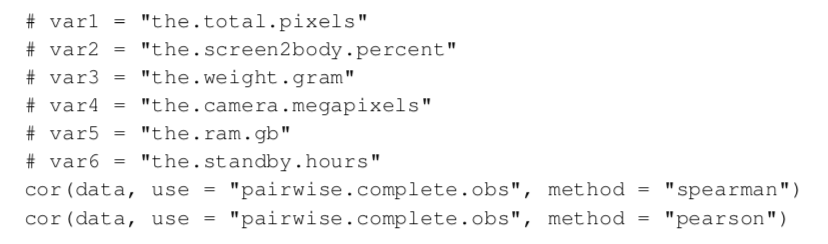 # var1 = "the.total.pixels"
# var2 = "the.screen2body.percent"
# var3 = "the.weight.gram"
# var4 = "the.camera.megapixels"
# var5 = "the.ram.gb"
# var6 = "the.standby.hours"
cor(data, use = "pairwise.complete.obs", method = "spearman")
cor(data, use = "pairwise.complete.obs", method = "pearson")